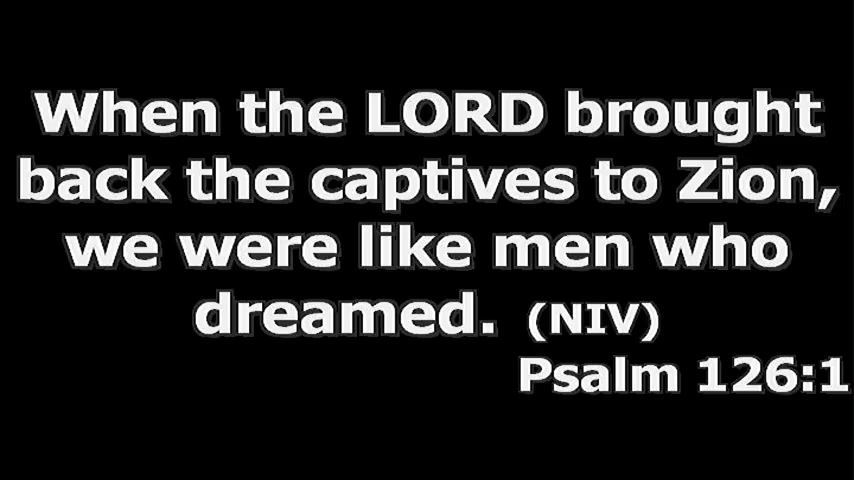 When the LORD brought
back the captives to Zion,
we were like men who
dreamed. (NIV)
Psalm 126:1